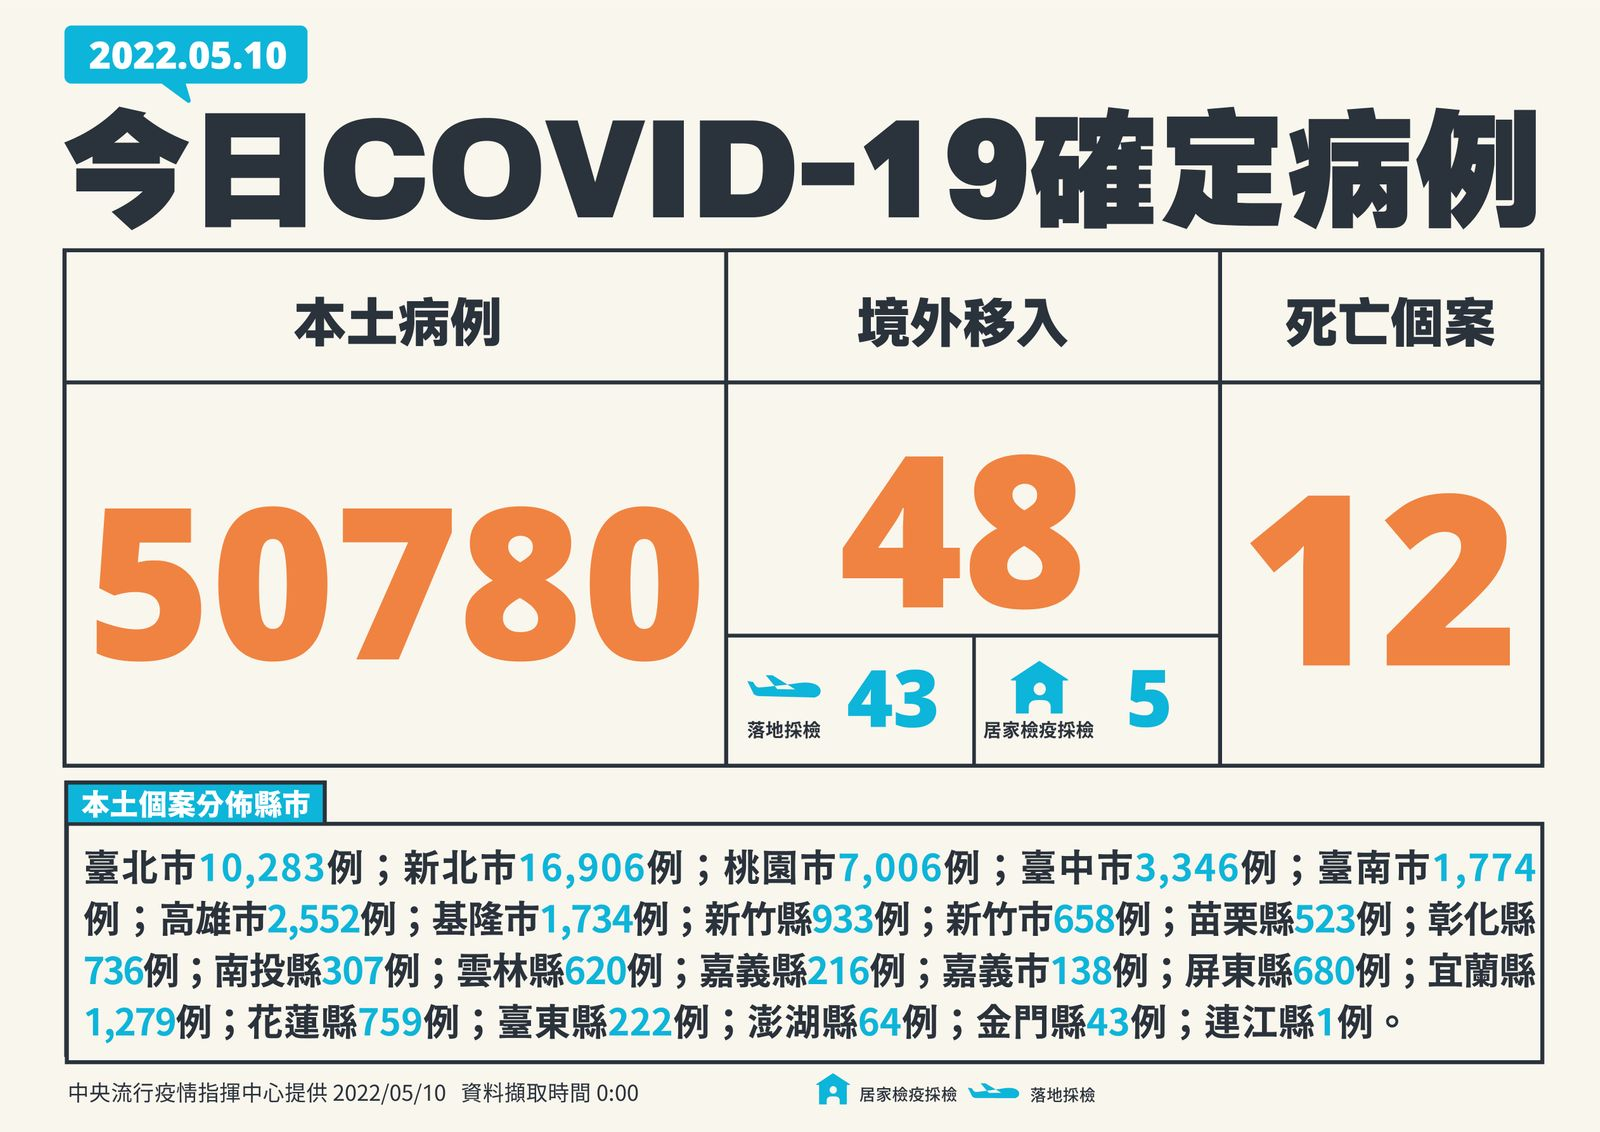 2022.05.10
今日COVID-19確定病例
本土病例
境外移入
死亡個案
50780
48
12
落地採檢
43
居家檢疫採檢
5
本土個案分佈縣市
臺北市10,283例；新北市16,906例；桃園市7,006例；臺中市3,346例；臺南市1,774
例；高雄市2,552例；基隆市1,734例；新竹縣933例；新竹市658例；苗栗縣523例；彰化縣
736例；南投縣307例；雲林縣620例；嘉義縣216例；嘉義市138例；屏東縣680例；宜蘭縣
1,279例；花蓮縣759例；臺東縣222例；澎湖縣64例；金門縣43例；連江縣1例。
中央流行疫情指揮中心提供 2022/05/10 資料擷取時間 0:00
居家檢疫採檢
落地採檢